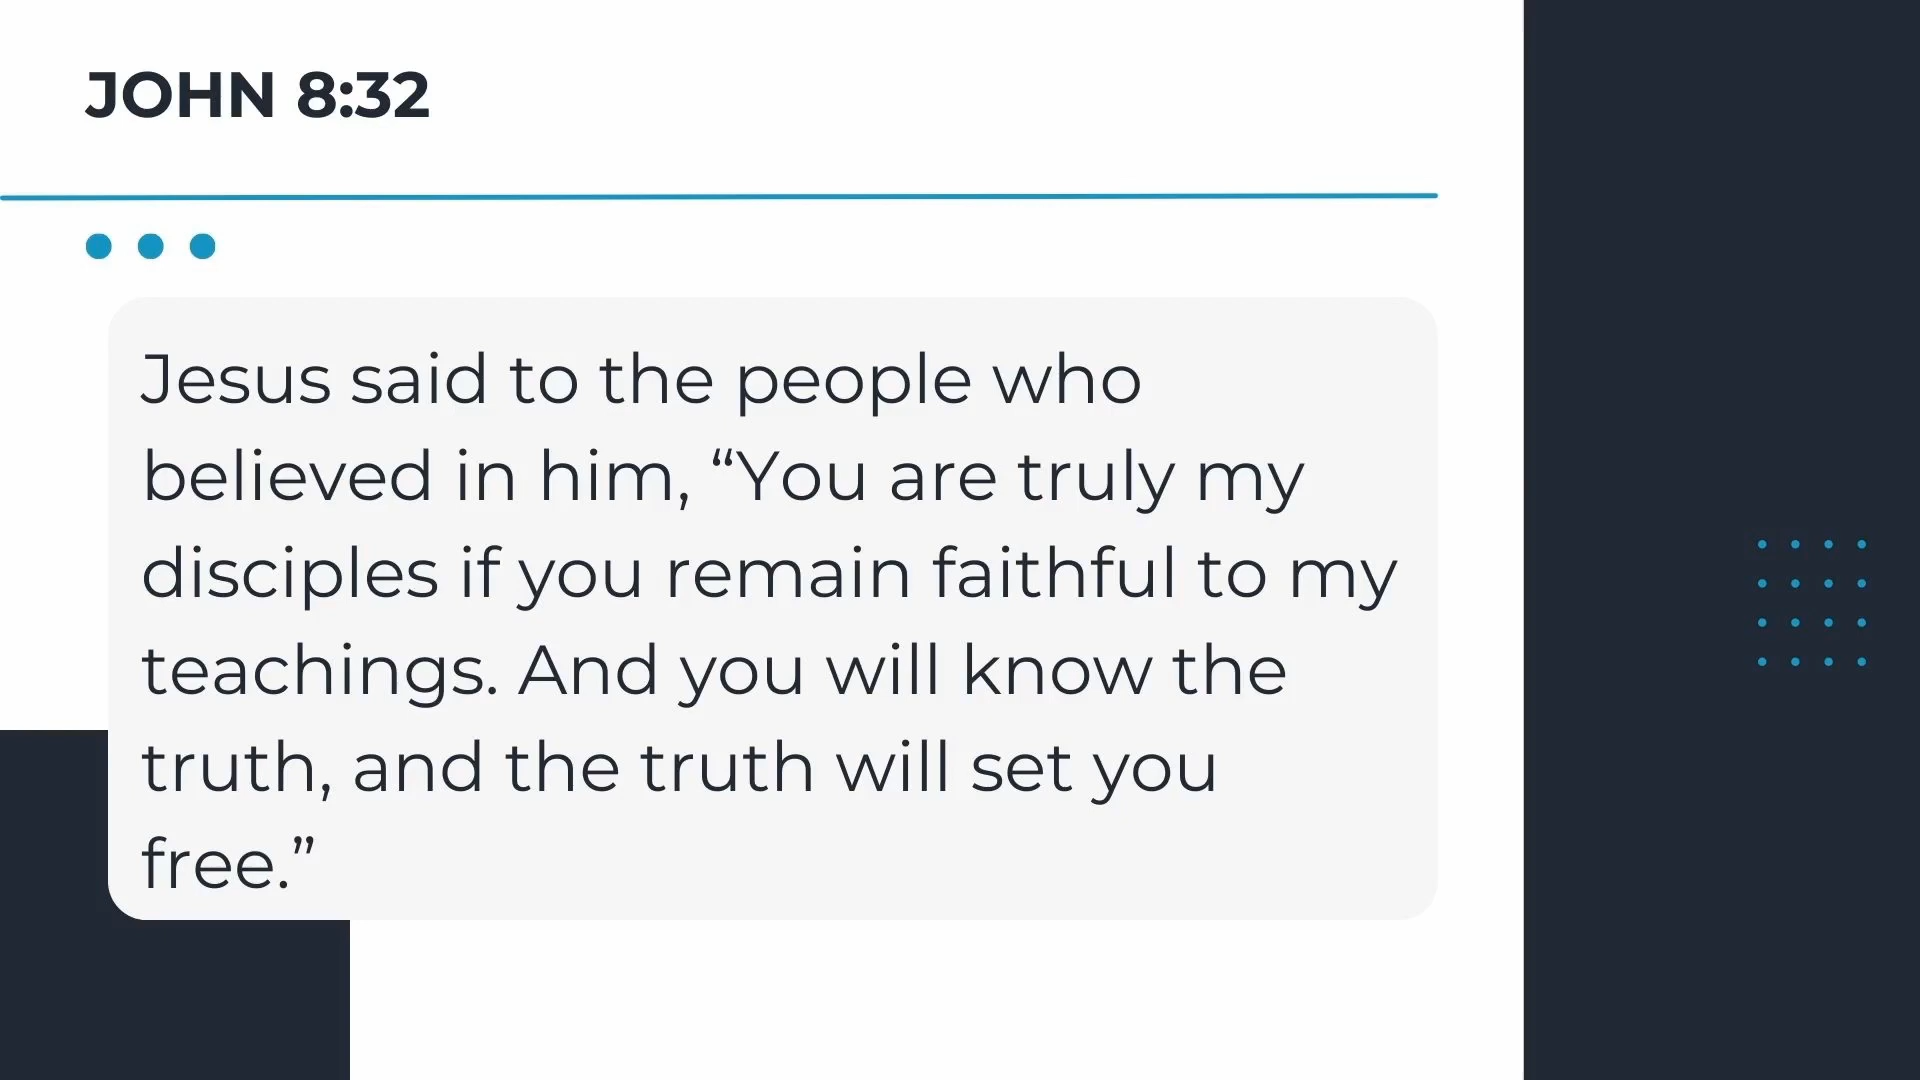 JOHN 8:32
Jesus said to the people who
believed in him, “You are truly my
disciples if you remain faithful to my
teachings. And you will know the
truth, and the truth will set you
free.”